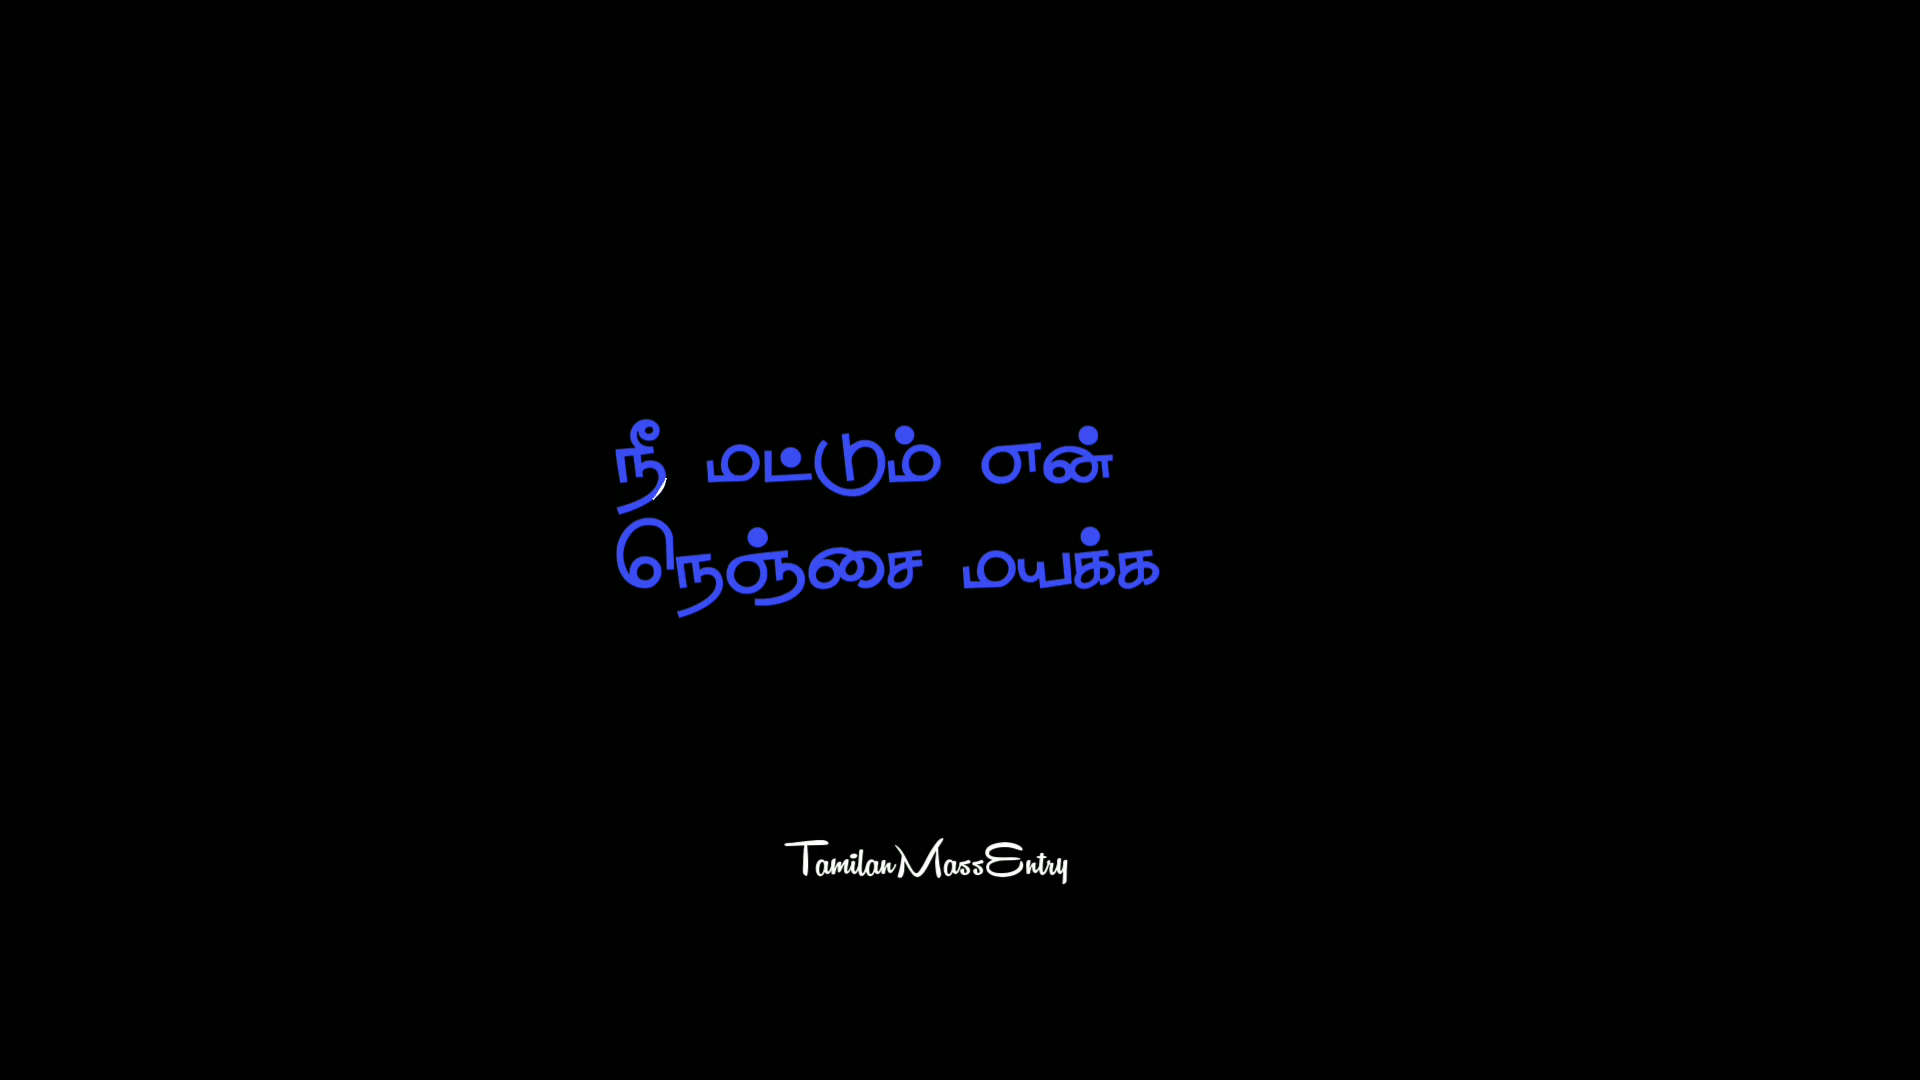 நீ மட்டும் என்
நெஞ்சை மயக்க
TamilanMassEntry